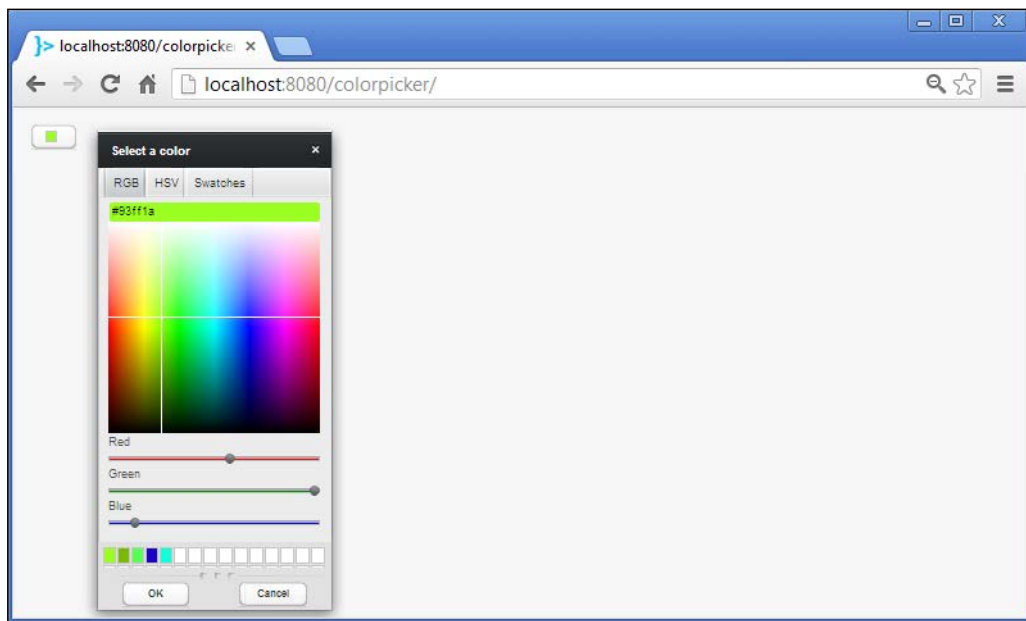 localhost:8080/colorpicke
localhost:8080/colorpicker/
Select a color
RGB HSV Swatches
#93ff1a
Red
Green
Blue
OK Cancel